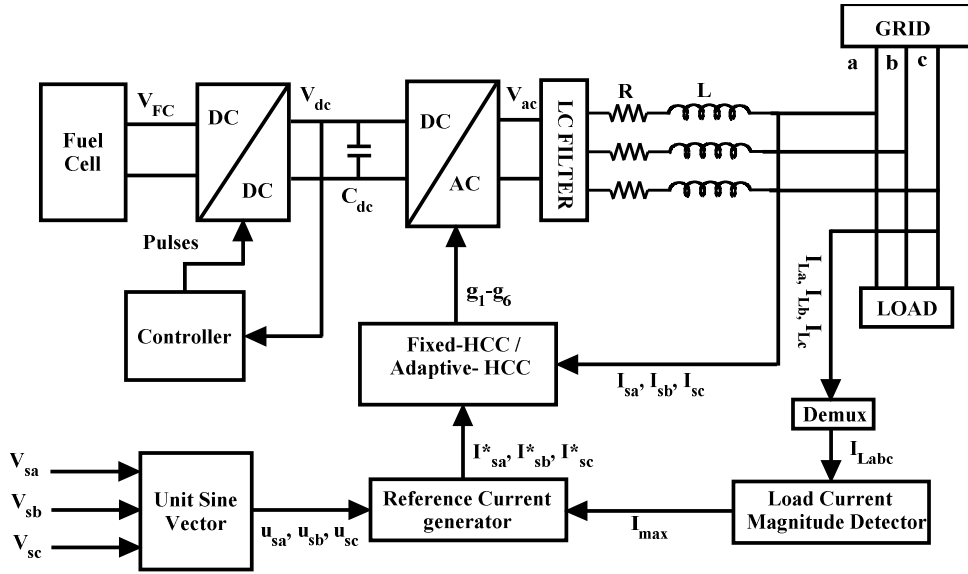 GRID
a b c
Fuel
Cell
V_FC
DC
DC
V_dc
C_dc
DC
AC
V_ac
LC FILTER
R
L
Pulses
Controller
g_1-g_6
Fixed-HCC /
Adaptive- HCC
I_sa, I_sb, I_sc
I_La, I_Lb, I_Lc
LOAD
Demux
I_Labc
V_sa
V_sb
V_sc
Unit Sine
Vector
u_sa, u_sb, u_sc
I*_sa, I*_sb, I*_sc
Reference Current
generator
I_max
Load Current
Magnitude Detector